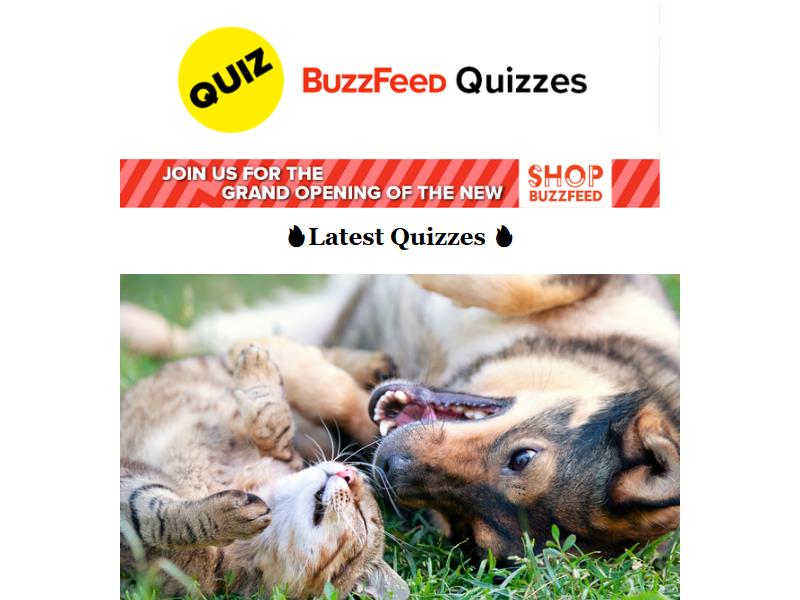 QUIZ
BuzzFeed Quizzes
JOIN US FOR THE
GRAND OPENING OF THE NEW
SHOP
BUZZFEED
🔥Latest Quizzes 🔥